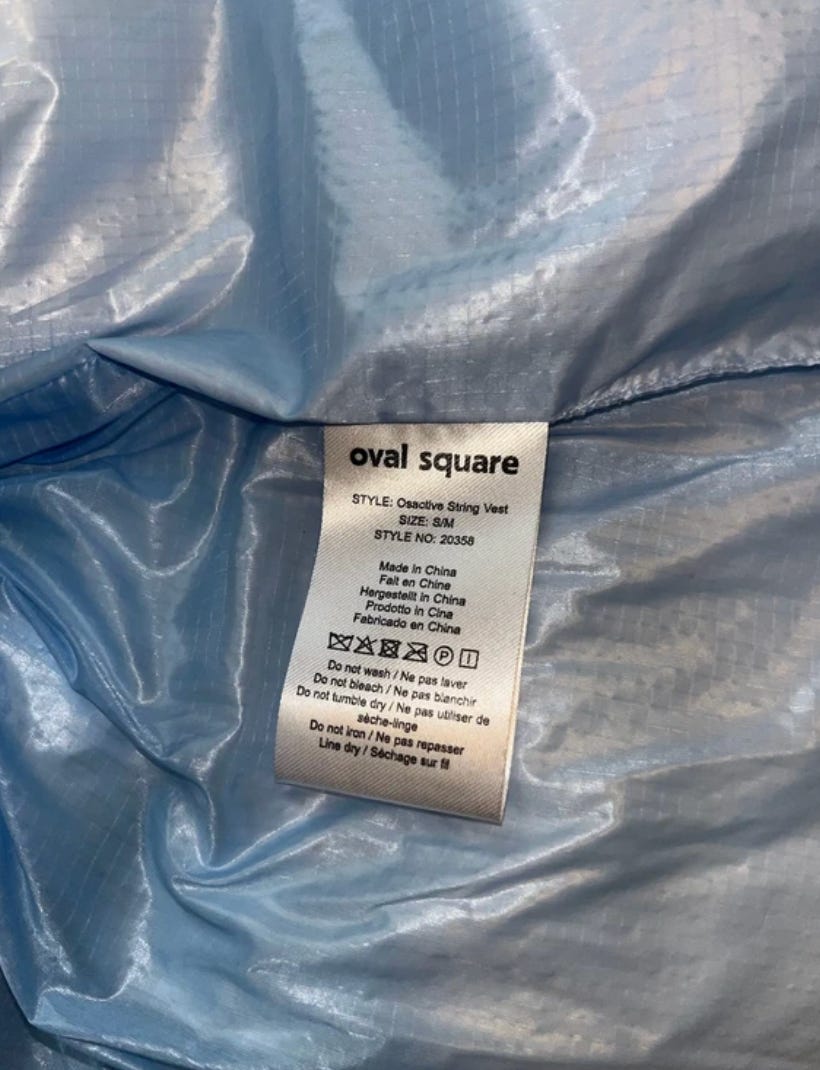 oval square
STYLE: Osactive String Vest
SIZE: S/M
STYLE NO: 20358
Made in China
Fait en Chine
Hergestellt in China
Prodotto in Cina
Fabricado en China
P
Do not wash / Ne pas laver
Do not bleach / Ne pas blanchir
Do not tumble dry / Ne pas utiliser de
sèche-linge
Do not iron / Ne pas repasser
Line dry / Séchage sur fil